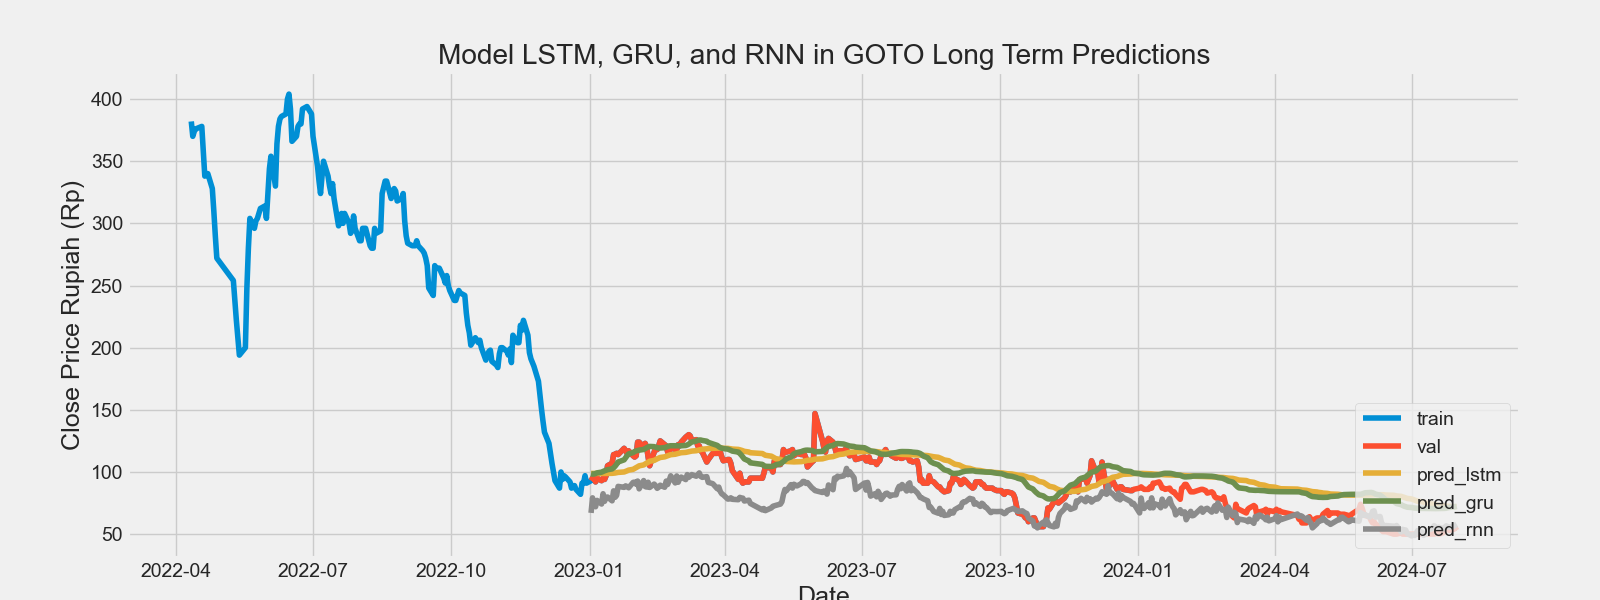 Model LSTM, GRU, and RNN in GOTO Long Term Predictions
Close Price Rupiah (Rp)
400
350
300
250
200
150
100
50
train
val
pred_lstm
pred_gru
pred_rnn
2022-04 2022-07 2022-10 2023-01 2023-04 2023-07 2023-10 2024-01 2024-04 2024-07
Date